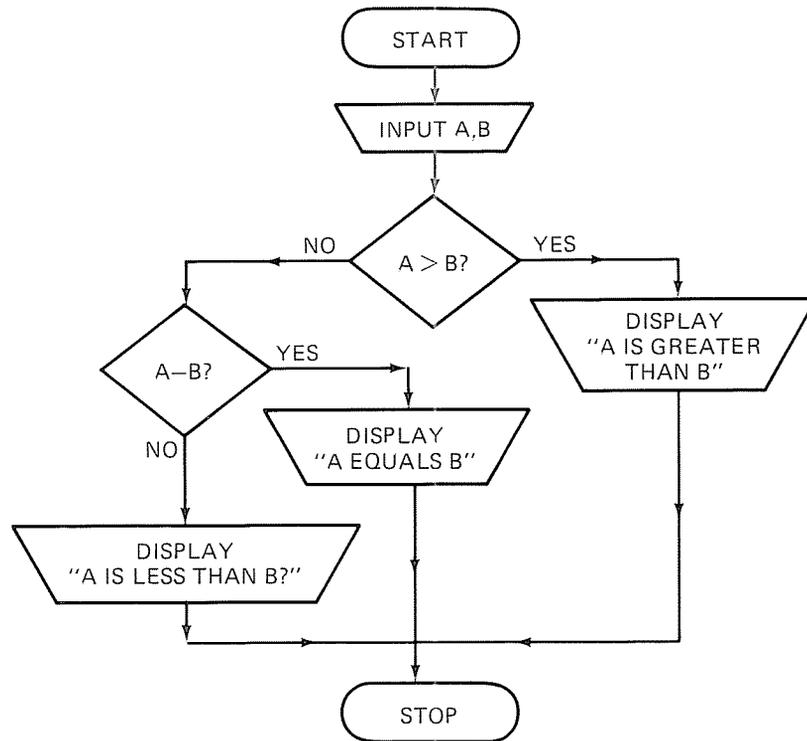 START
INPUT A,B
A > B?
NO
YES
DISPLAY
"A IS GREATER
THAN B"
A–B?
YES
NO
DISPLAY
"A EQUALS B"
DISPLAY
"A IS LESS THAN B?"
STOP